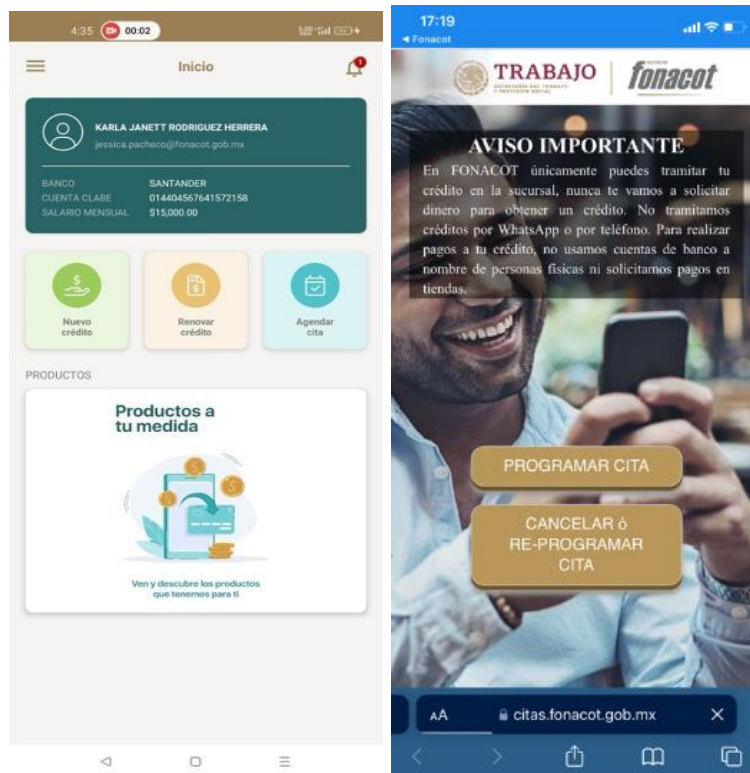 4:35 00:02
Inicio
KARLA JANETT RODRIGUEZ HERRERA
jessica.pacheco@fonacot.gob.mx
BANCO SANTANDER
CUENTA CLABE 014404567641572158
SALARIO MENSUAL $15,000.00
Nuevo
crédito
Renovar
crédito
Agendar
cita
PRODUCTOS
Productos a
tu medida
Ven y descubre los productos
que tenemos para ti
17:19
Fonacot
TRABAJO
SECRETARÍA DEL TRABAJO
Y PREVISIÓN SOCIAL
fonacot
AVISO IMPORTANTE
En FONACOT únicamente puedes tramitar tu
crédito en la sucursal, nunca te vamos a solicitar
dinero para obtener un crédito. No tramitamos
créditos por WhatsApp o por teléfono. Para realizar
pagos a tu crédito, no usamos cuentas de banco a
nombre de personas físicas ni solicitamos pagos en
tiendas.
PROGRAMAR CITA
CANCELAR ó
RE-PROGRAMAR
CITA
AA citas.fonacot.gob.mx